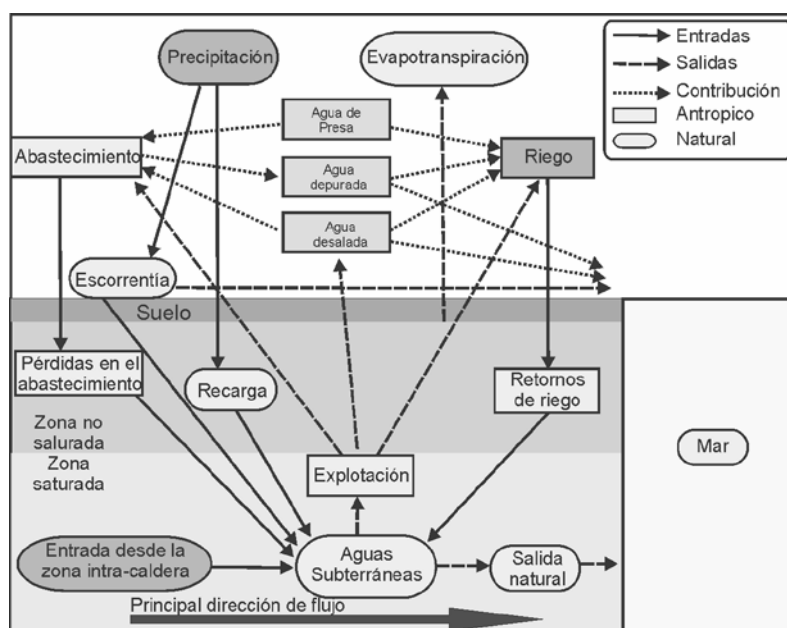 Precipitación
Evapotranspiración
Entradas
Salidas
Contribución
Antropico
Natural
Agua de
Presa
Abastecimiento
Agua
depurada
Riego
Agua
desalada
Escorrentía
Suelo
Pérdidas en el
abastecimiento
Recarga
Retornos
de riego
Zona no
salurada
Zona
saturada
Mar
Explotación
Entrada desde la
zona intra-caldera
Aguas
Subterráneas
Salida
natural
Principal dirección de flujo